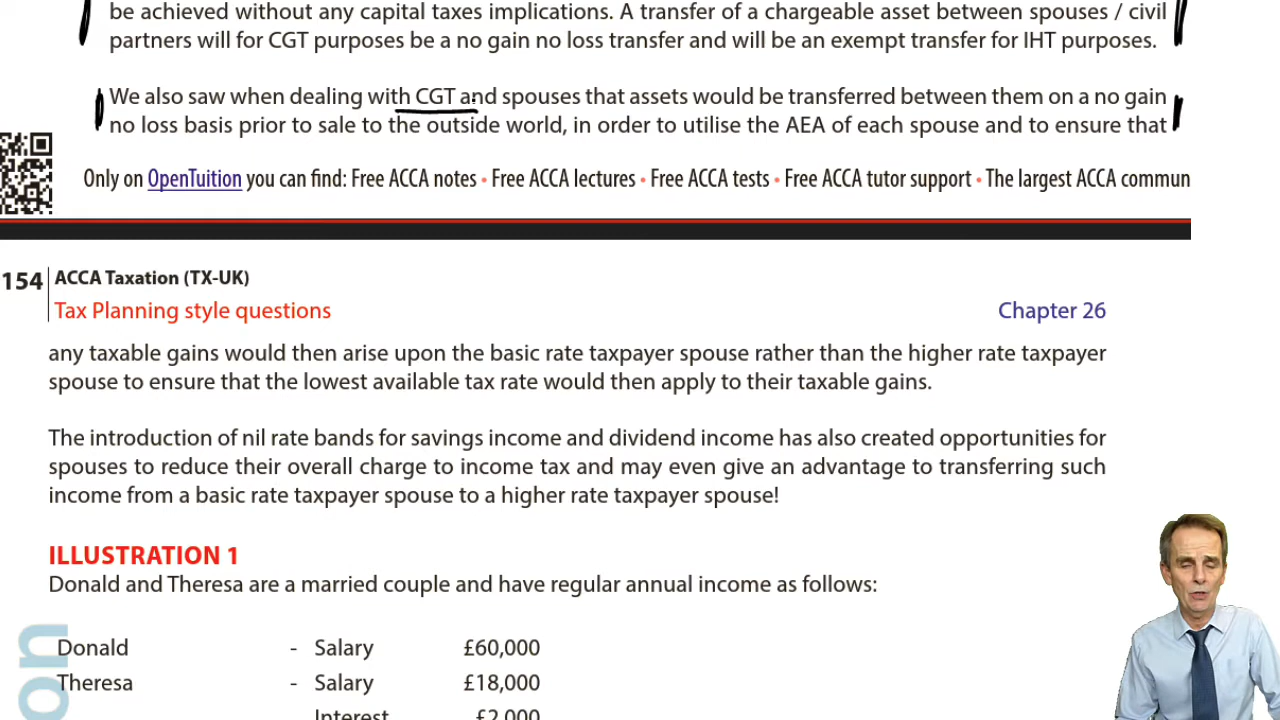 be achieved without any capital taxes implications. A transfer of a chargeable asset between spouses / civil
partners will for CGT purposes be a no gain no loss transfer and will be an exempt transfer for IHT purposes.
We also saw when dealing with CGT and spouses that assets would be transferred between them on a no gain
no loss basis prior to sale to the outside world, in order to utilise the AEA of each spouse and to ensure that
Only on OpenTuition you can find: Free ACCA notes • Free ACCA lectures • Free ACCA tests • Free ACCA tutor support • The largest ACCA commun
154 ACCA Taxation (TX-UK)
Tax Planning style questions Chapter 26
any taxable gains would then arise upon the basic rate taxpayer spouse rather than the higher rate taxpayer
spouse to ensure that the lowest available tax rate would then apply to their taxable gains.
The introduction of nil rate bands for savings income and dividend income has also created opportunities for
spouses to reduce their overall charge to income tax and may even give an advantage to transferring such
income from a basic rate taxpayer spouse to a higher rate taxpayer spouse!
ILLUSTRATION 1
Donald and Theresa are a married couple and have regular annual income as follows:
Donald - Salary £60,000
Theresa - Salary £18,000
Interest £2,000
on